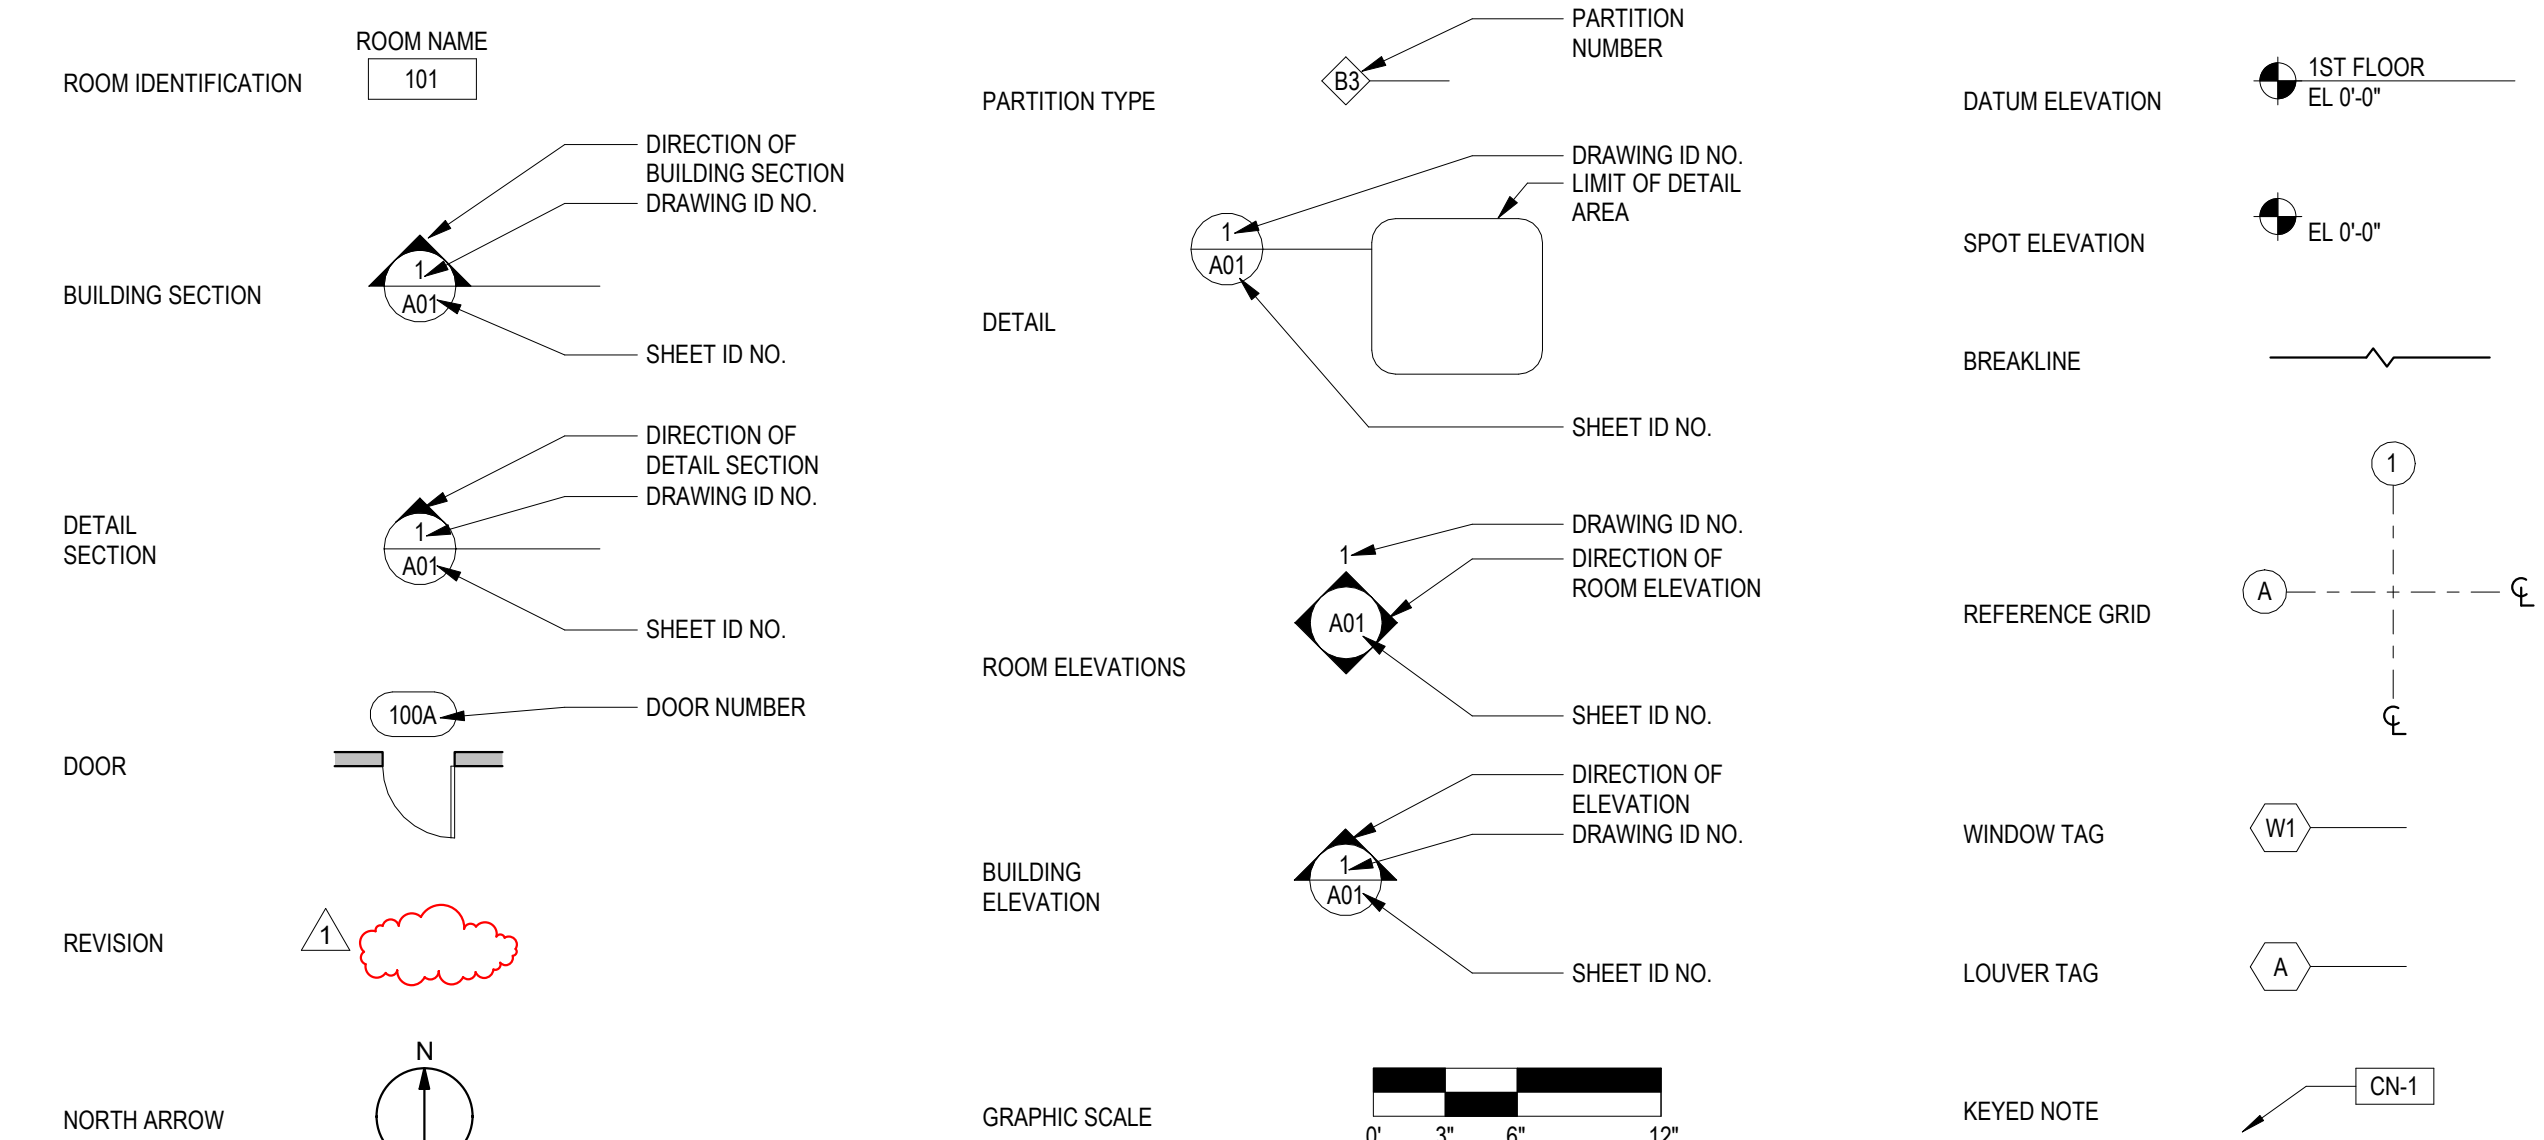 ROOM NAME
ROOM IDENTIFICATION
101
DIRECTION OF
BUILDING SECTION
DRAWING ID NO.
1
BUILDING SECTION
A01
SHEET ID NO.
DIRECTION OF
DETAIL SECTION
DRAWING ID NO.
DETAIL
SECTION
1
A01
SHEET ID NO.
100A
DOOR NUMBER
DOOR
REVISION
1
N
NORTH ARROW
PARTITION
NUMBER
B3
PARTITION TYPE
DRAWING ID NO.
LIMIT OF DETAIL
AREA
1
A01
DETAIL
SHEET ID NO.
DRAWING ID NO.
1
DIRECTION OF
ROOM ELEVATION
A01
ROOM ELEVATIONS
SHEET ID NO.
DIRECTION OF
ELEVATION
DRAWING ID NO.
1
BUILDING
ELEVATION
A01
SHEET ID NO.
GRAPHIC SCALE
0' 3" 6" 12"
1ST FLOOR
DATUM ELEVATION
EL 0'-0"
SPOT ELEVATION
EL 0'-0"
BREAKLINE
1
A
℄
REFERENCE GRID
℄
WINDOW TAG
W1
LOUVER TAG
A
KEYED NOTE
CN-1